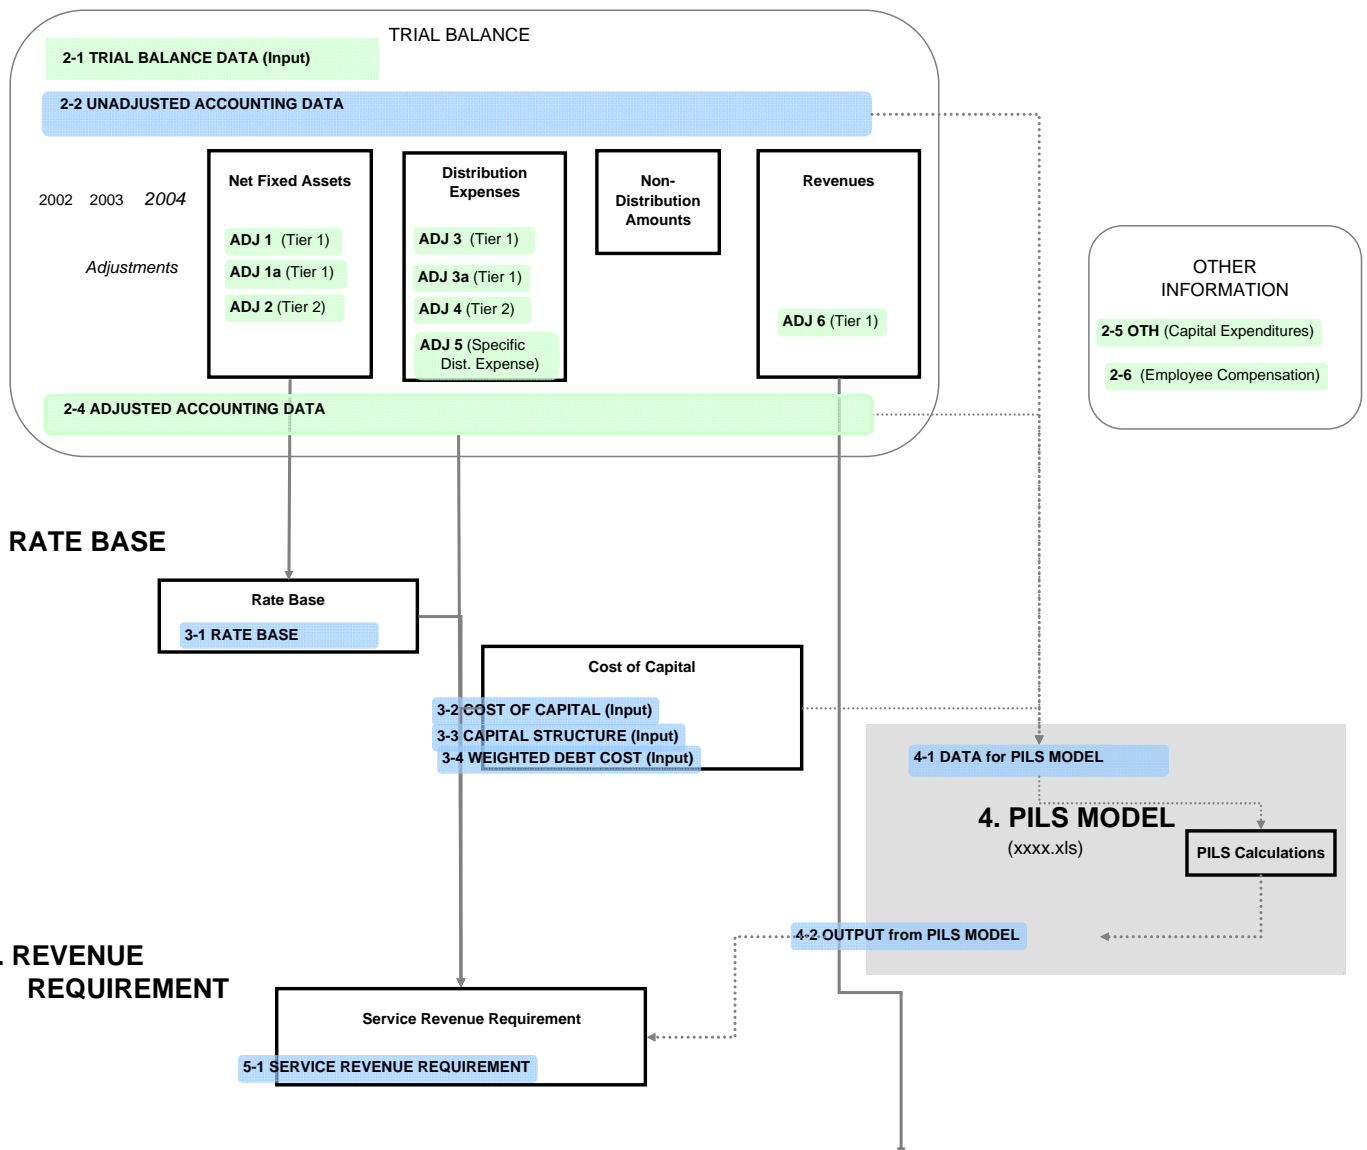 TRIAL BALANCE
2-1 TRIAL BALANCE DATA (Input)
2-2 UNADJUSTED ACCOUNTING DATA
2002 2003 2004
Adjustments
Net Fixed Assets
ADJ 1 (Tier 1)
ADJ 1a (Tier 1)
ADJ 2 (Tier 2)
Distribution
Expenses
ADJ 3 (Tier 1)
ADJ 3a (Tier 1)
ADJ 4 (Tier 2)
ADJ 5 (Specific
Dist. Expense)
Non-
Distribution
Amounts
Revenues
ADJ 6 (Tier 1)
2-4 ADJUSTED ACCOUNTING DATA
OTHER
INFORMATION
2-5 OTH (Capital Expenditures)
2-6 (Employee Compensation)
RATE BASE
Rate Base
3-1 RATE BASE
Cost of Capital
3-2 COST OF CAPITAL (Input)
3-3 CAPITAL STRUCTURE (Input)
3-4 WEIGHTED DEBT COST (Input)
4-1 DATA for PILS MODEL
4. PILS MODEL
(xxxx.xls)
PILS Calculations
4-2 OUTPUT from PILS MODEL
. REVENUE
REQUIREMENT
Service Revenue Requirement
5-1 SERVICE REVENUE REQUIREMENT